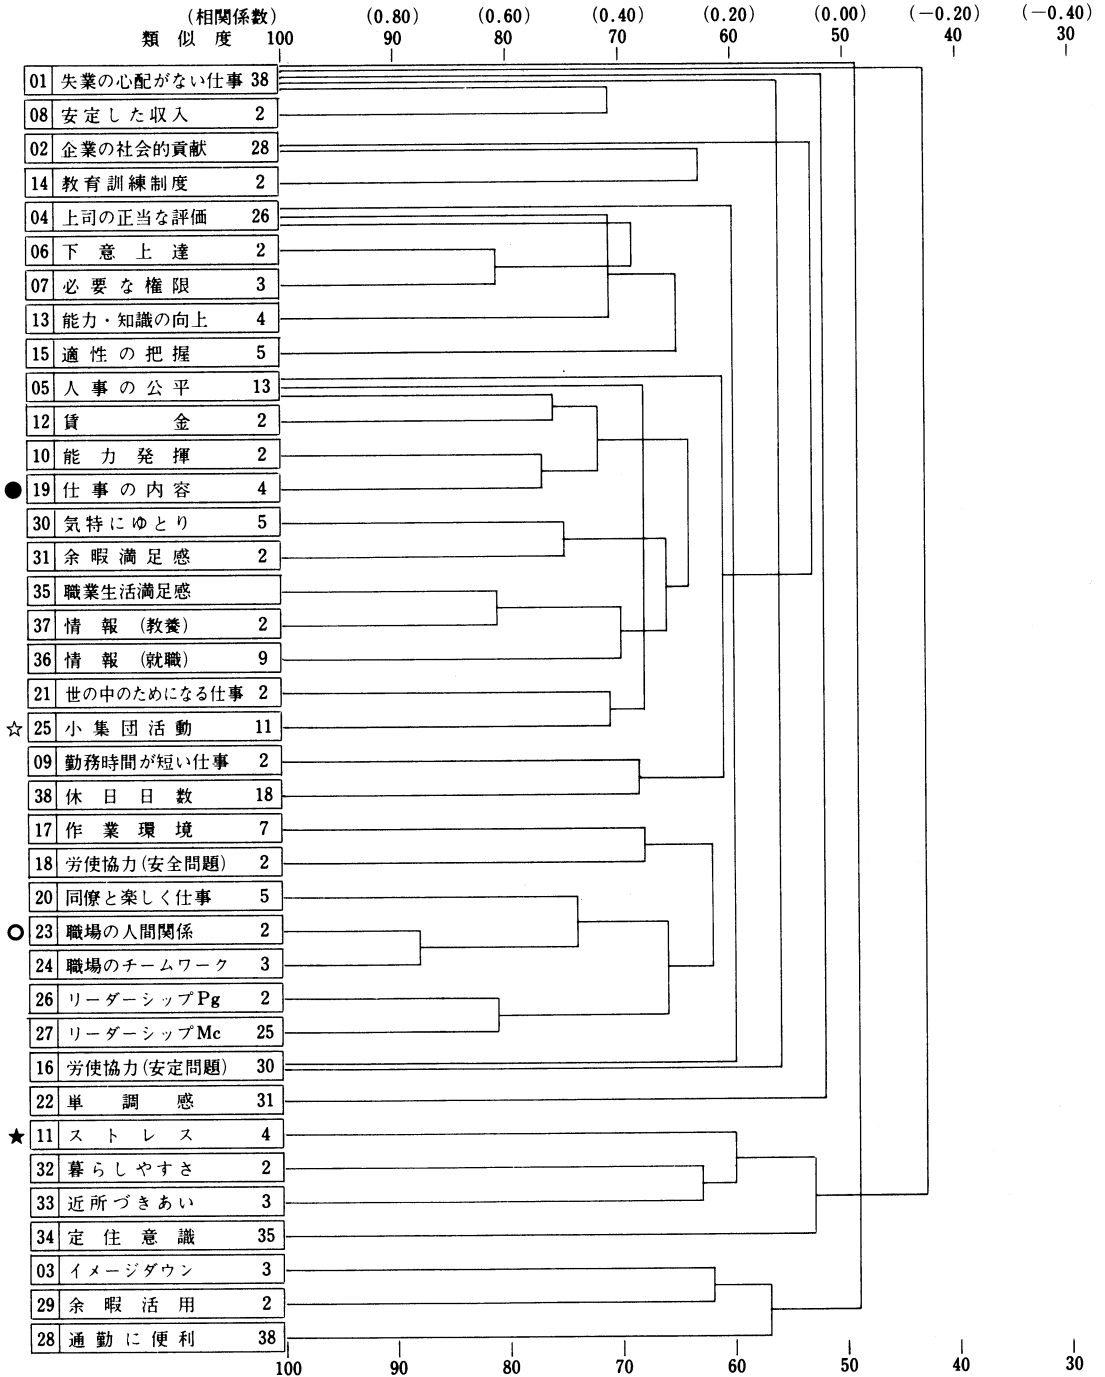 (相関係数) (0.80) (0.60) (0.40) (0.20) (0.00) (−0.20) (−0.40)
類似度 100 90 80 70 60 50 40 30
01 失業の心配がない仕事 38
08 安定した収入 2
02 企業の社会的貢献 28
14 教育訓練制度 2
04 上司の正当な評価 26
06 下意上達 2
07 必要な権限 3
13 能力・知識の向上 4
15 適性の把握 5
05 人事の公平 13
12 賃金 2
10 能力発揮 2
● 19 仕事の内容 4
30 気持にゆとり 5
31 余暇満足感 2
35 職業生活満足感
37 情報(教養) 2
36 情報(就職) 9
21 世の中のためになる仕事 2
☆ 25 小集団活動 11
09 勤務時間が短い仕事 2
38 休日日数 18
17 作業環境 7
18 労使協力(安全問題) 2
20 同僚と楽しく仕事 5
○ 23 職場の人間関係 2
24 職場のチームワーク 3
26 リーダーシップPg 2
27 リーダーシップMc 25
16 労使協力(安定問題) 30
22 単調感 31
★ 11 ストレス 4
32 暮らしやすさ 2
33 近所づきあい 3
34 定住意識 35
03 イメージダウン 3
29 余暇活用 2
28 通勤に便利 38
100 90 80 70 60 50 40 30